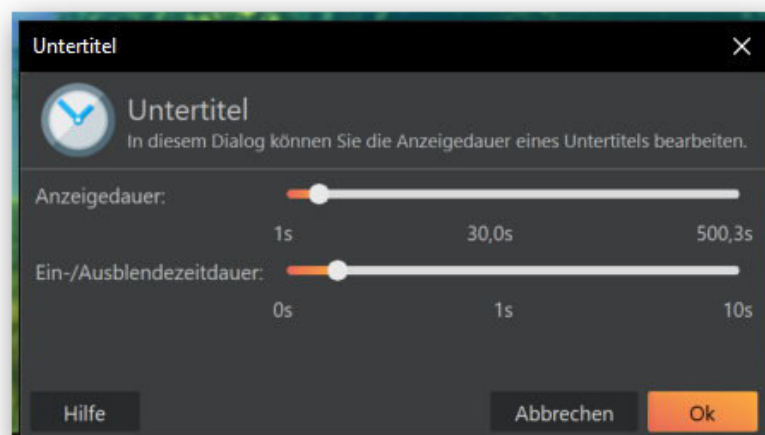 Untertitel
Untertitel
In diesem Dialog können Sie die Anzeigedauer eines Untertitels bearbeiten.
Anzeigedauer:
1s 30,0s 500,3s
Ein-/Ausblendezeitdauer:
0s 1s 10s
Hilfe Abbrechen Ok